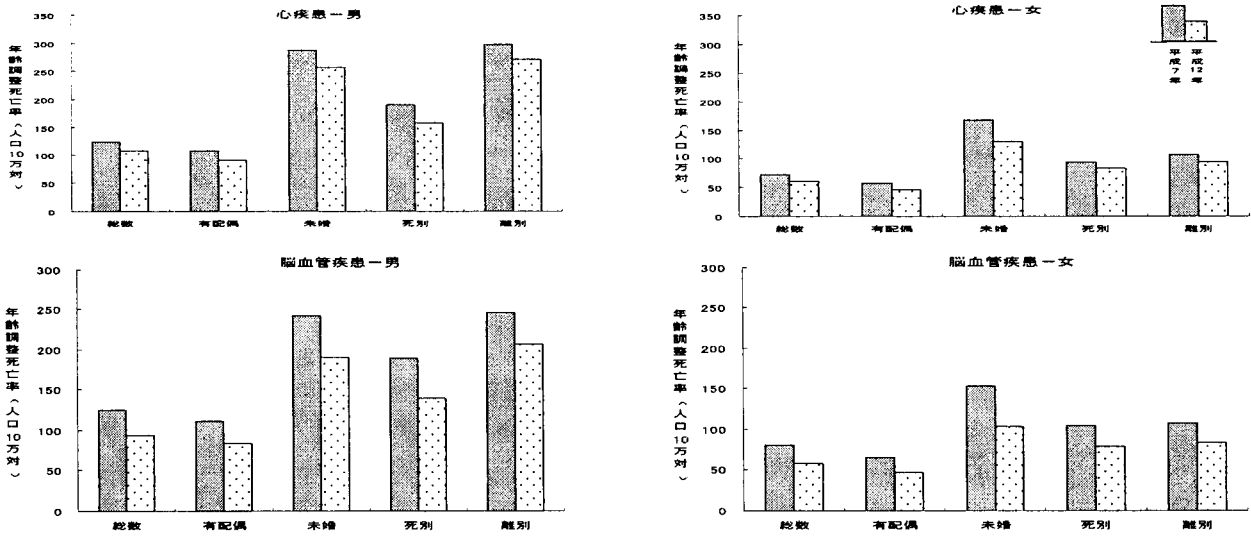 心疾患－男
年齢調整死亡率（人口10万対）
350
300
250
200
150
100
50
0
総数 有配偶 未婚 死別 離別
心疾患－女
平成7年 平成12年
年齢調整死亡率（人口10万対）
350
300
250
200
150
100
50
0
総数 有配偶 未婚 死別 離別
脳血管疾患－男
年齢調整死亡率（人口10万対）
300
250
200
150
100
50
0
総数 有配偶 未婚 死別 離別
脳血管疾患－女
年齢調整死亡率（人口10万対）
300
250
200
150
100
50
0
総数 有配偶 未婚 死別 離別